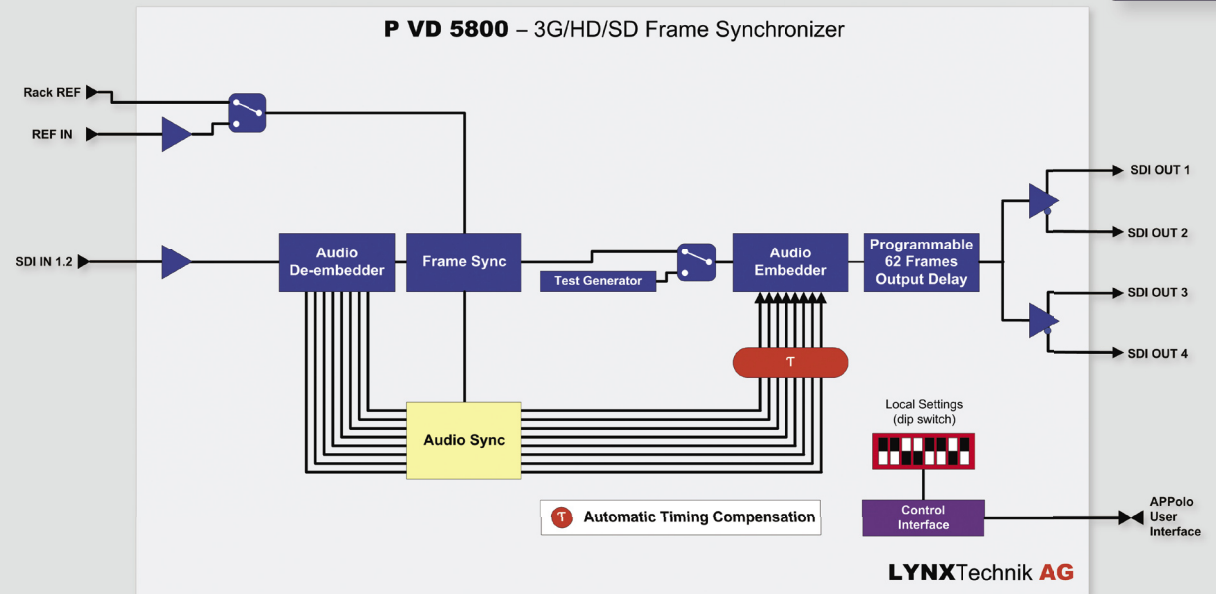 P VD 5800 – 3G/HD/SD Frame Synchronizer
Rack REF
REF IN
SDI IN 1.2
Audio
De-embedder
Frame Sync
Test Generator
Audio
Embedder
Programmable
62 Frames
Output Delay
SDI OUT 1
SDI OUT 2
SDI OUT 3
SDI OUT 4
τ
Audio Sync
Local Settings
(dip switch)
τ Automatic Timing Compensation
Control
Interface
APPolo
User
Interface
LYNXTechnik AG